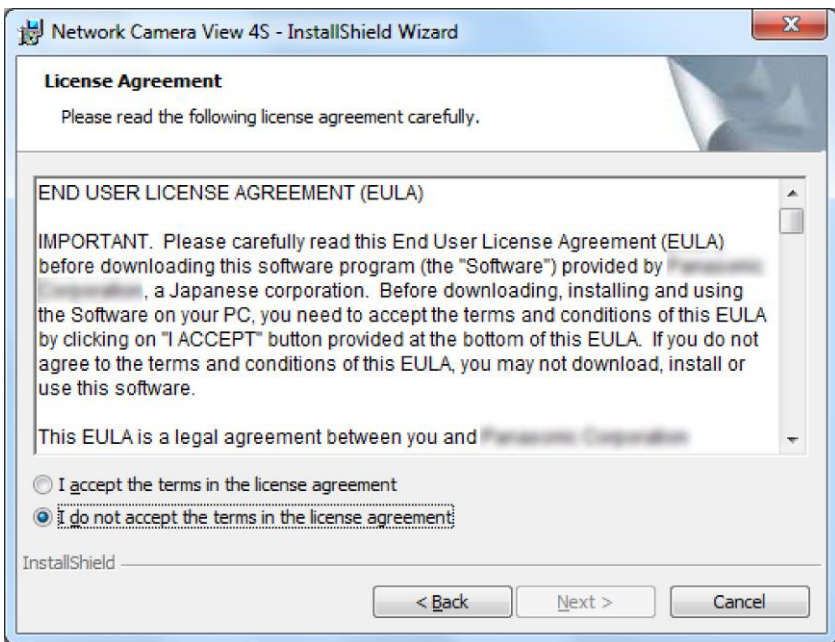 Network Camera View 4S - InstallShield Wizard
License Agreement
Please read the following license agreement carefully.
END USER LICENSE AGREEMENT (EULA)
IMPORTANT.  Please carefully read this End User License Agreement (EULA)
before downloading this software program (the "Software") provided by
, a Japanese corporation.  Before downloading, installing and using
the Software on your PC, you need to accept the terms and conditions of this EULA
by clicking on "I ACCEPT" button provided at the bottom of this EULA.  If you do not
agree to the terms and conditions of this EULA, you may not download, install or
use this software.
This EULA is a legal agreement between you and
I accept the terms in the license agreement
I do not accept the terms in the license agreement
InstallShield
< Back
Next >
Cancel